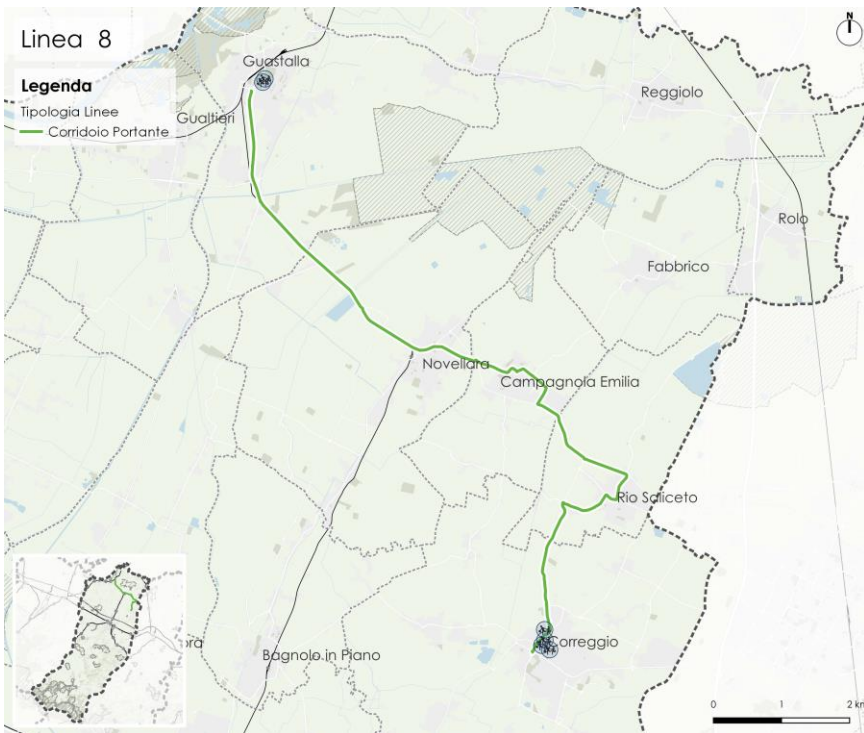 Linea 8
N
Legenda
Tipologia Linee
Corridoio Portante
Guastalla
Gualtieri
Reggiolo
Rolo
Fabbrico
Novellara
Campagnola Emilia
Rio Saliceto
Correggio
Bagnolo in Piano
0 1 2 km